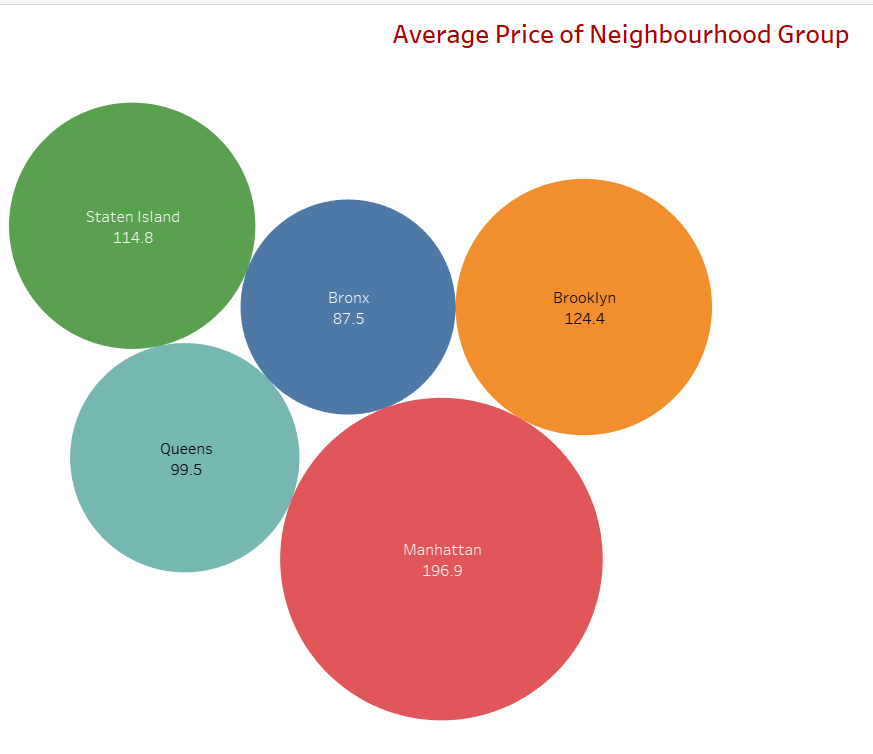 Average Price of Neighbourhood Group
Staten Island
114.8
Bronx
87.5
Brooklyn
124.4
Queens
99.5
Manhattan
196.9